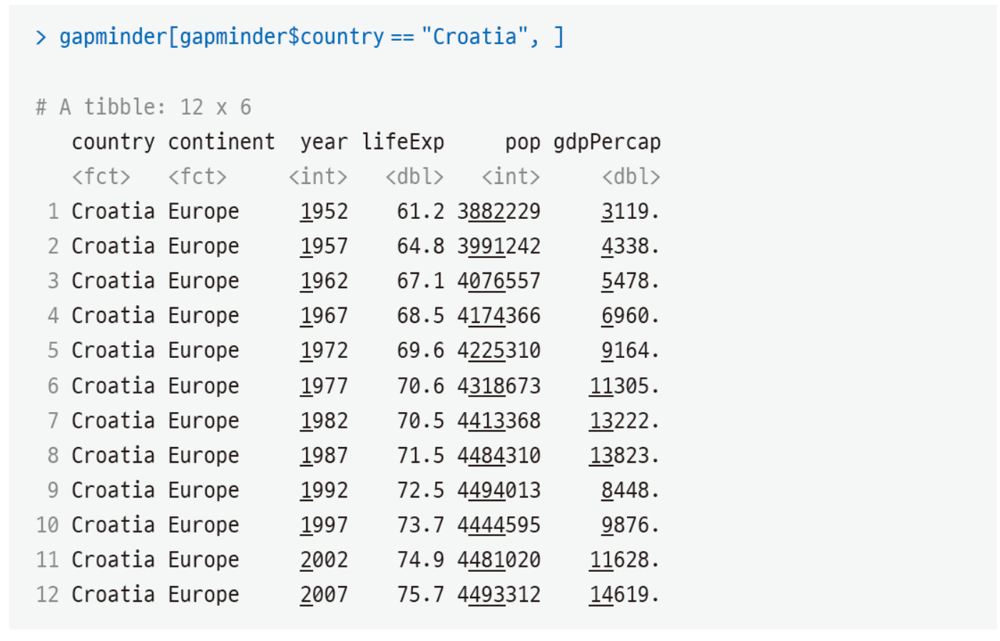 > gapminder[gapminder$country == "Croatia", ]
# A tibble: 12 x 6
country continent year lifeExp pop gdpPercap
<fct> <fct> <int> <dbl> <int> <dbl>
1 Croatia Europe 1952 61.2 3882229 3119.
2 Croatia Europe 1957 64.8 3991242 4338.
3 Croatia Europe 1962 67.1 4076557 5478.
4 Croatia Europe 1967 68.5 4174366 6960.
5 Croatia Europe 1972 69.6 4225310 9164.
6 Croatia Europe 1977 70.6 4318673 11305.
7 Croatia Europe 1982 70.5 4413368 13222.
8 Croatia Europe 1987 71.5 4484310 13823.
9 Croatia Europe 1992 72.5 4494013 8448.
10 Croatia Europe 1997 73.7 4444595 9876.
11 Croatia Europe 2002 74.9 4481020 11628.
12 Croatia Europe 2007 75.7 4493312 14619.